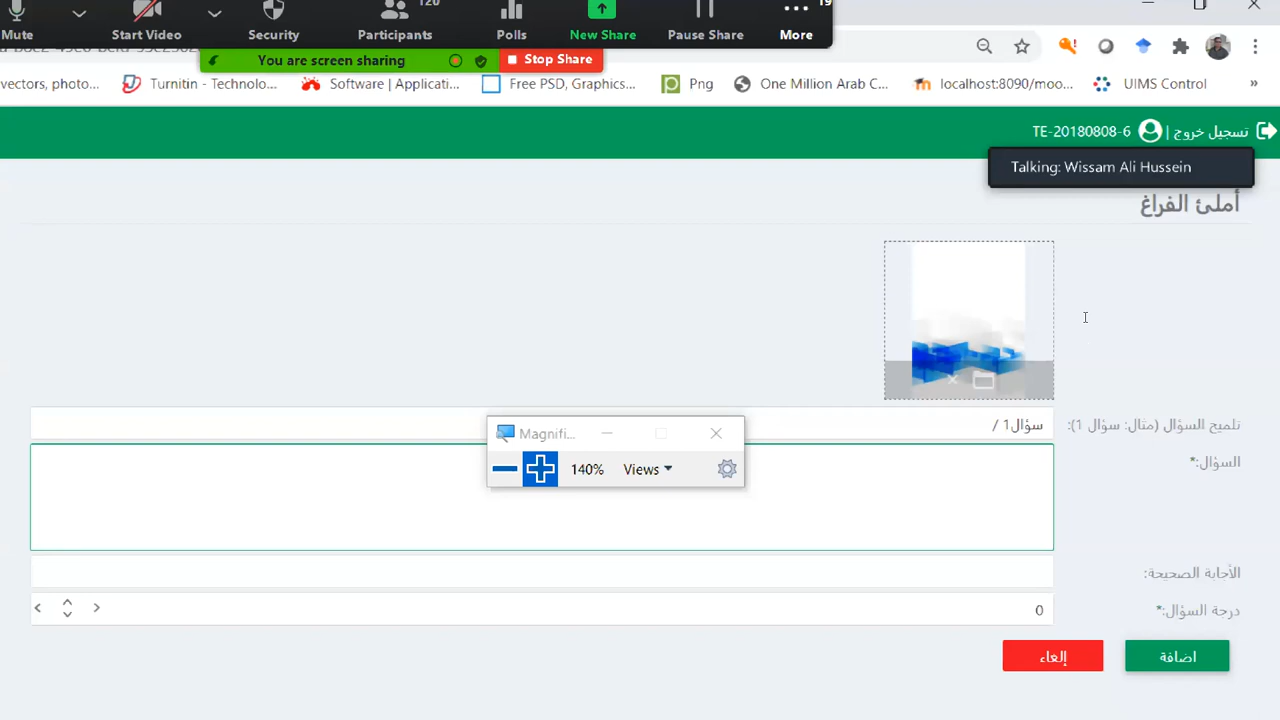 120
19
Mute
Start Video
Security
Participants
Polls
New Share
Pause Share
More
You are screen sharing
Stop Share
vectors, photo...
Turnitin - Technolo...
Software | Applicati...
Free PSD, Graphics...
Png
One Million Arab C...
localhost:8090/moo...
UIMS Control
»
تسجيل خروج | TE-20180808-6
Talking: Wissam Ali Hussein
أملئ الفراغ
تلميح السؤال (مثال: سؤال 1):
سؤال1 /
السؤال:*
Magnifi...
140%
Views
الأجابة الصحيحة:
درجة السؤال:*
0
اضافة
إلغاء